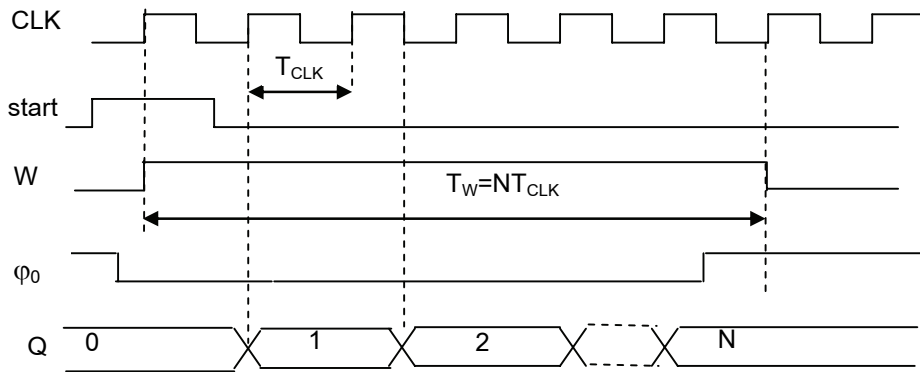 CLK
T_CLK
start
W
T_W=NT_CLK
φ₀
Q 0 1 2 N